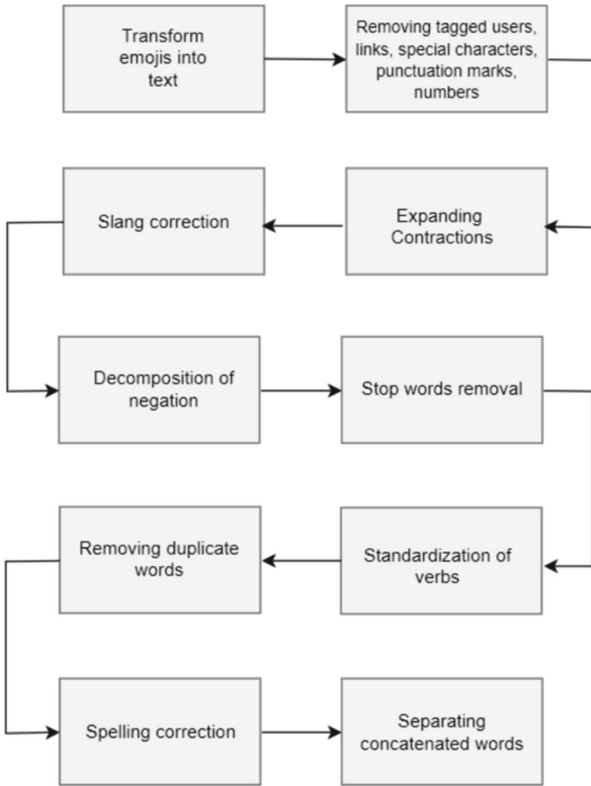 Transform
emojis into
text
Removing tagged users,
links, special characters,
punctuation marks,
numbers
Slang correction
Expanding
Contractions
Decomposition of
negation
Stop words removal
Removing duplicate
words
Standardization of
verbs
Spelling correction
Separating
concatenated words